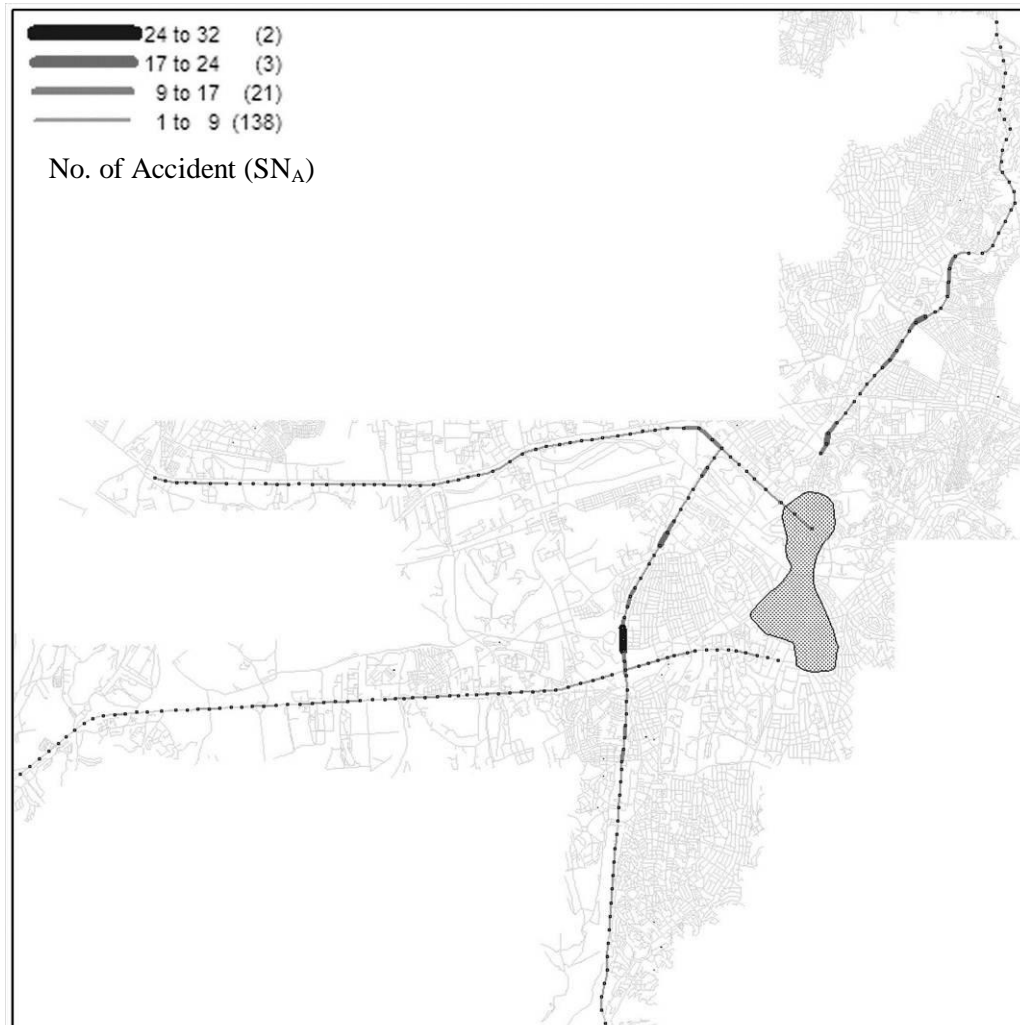 24 to 32 (2)
17 to 24 (3)
9 to 17 (21)
1 to 9 (138)
No. of Accident (SN_A)